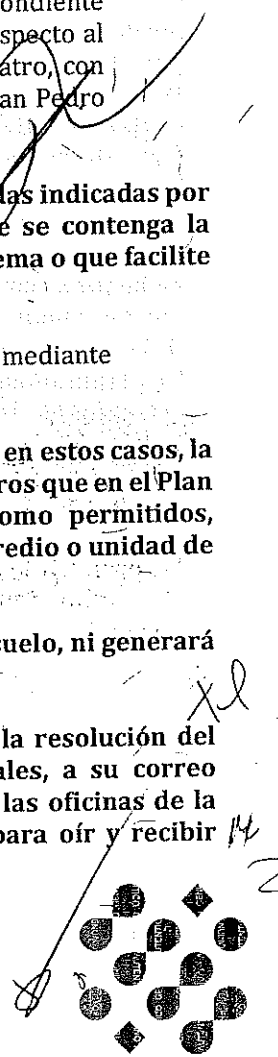 ondiente
specto al
atro, con
an Pedro
das indicadas por
e se contenga la
ema o que facilite
mediante
en estos casos, la
ros que en el Plan
omo permitidos,
redio o unidad de
suelo, ni generará
la resolución del
ales, a su correo
las oficinas de la
para oír y recibir